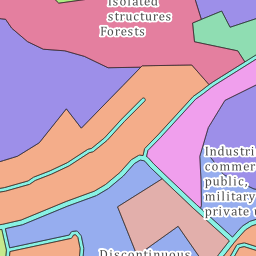 Isolated
structures
Forests
Industri
commer
public,
military
private u
Discontinuous